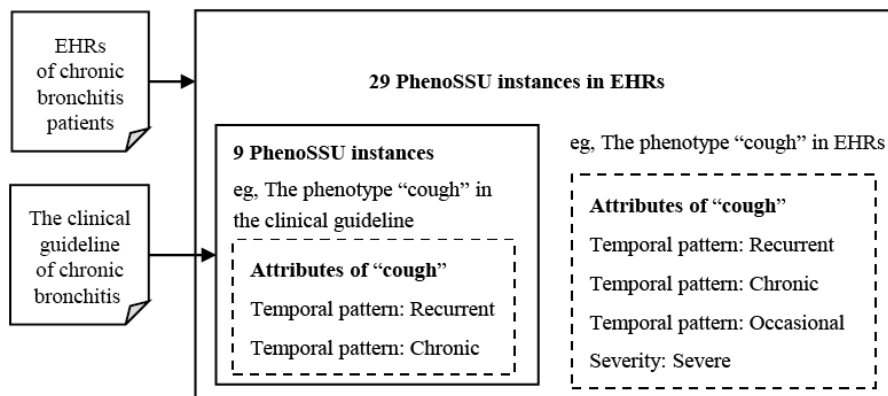 EHRs
of chronic
bronchitis
patients
29 PhenoSSU instances in EHRs
9 PhenoSSU instances
eg, The phenotype “cough” in
the clinical guideline
Attributes of “cough”
Temporal pattern: Recurrent
Temporal pattern: Chronic
eg, The phenotype “cough” in EHRs
Attributes of “cough”
Temporal pattern: Recurrent
Temporal pattern: Chronic
Temporal pattern: Occasional
Severity: Severe
The clinical
guideline
of chronic
bronchitis